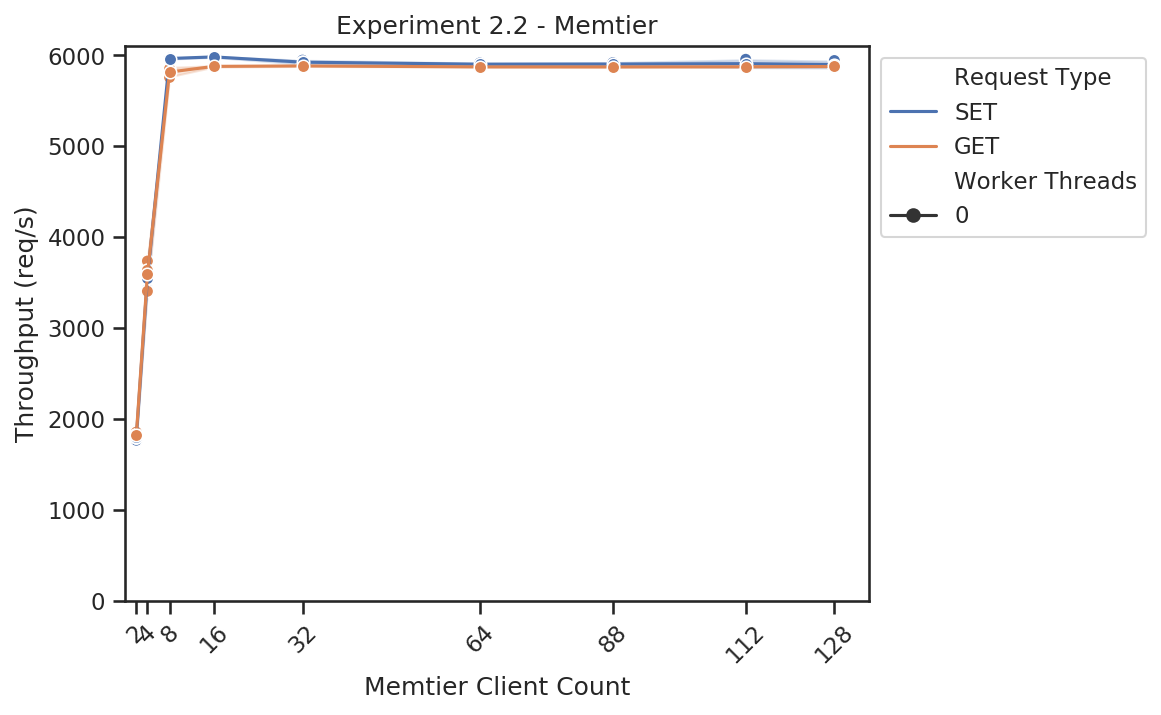 Experiment 2.2 - Memtier
6000
5000
4000
3000
2000
1000
0
Throughput (req/s)
2 4 8 16 32 64 88 112 128
Memtier Client Count
Request Type
SET
GET
Worker Threads
0